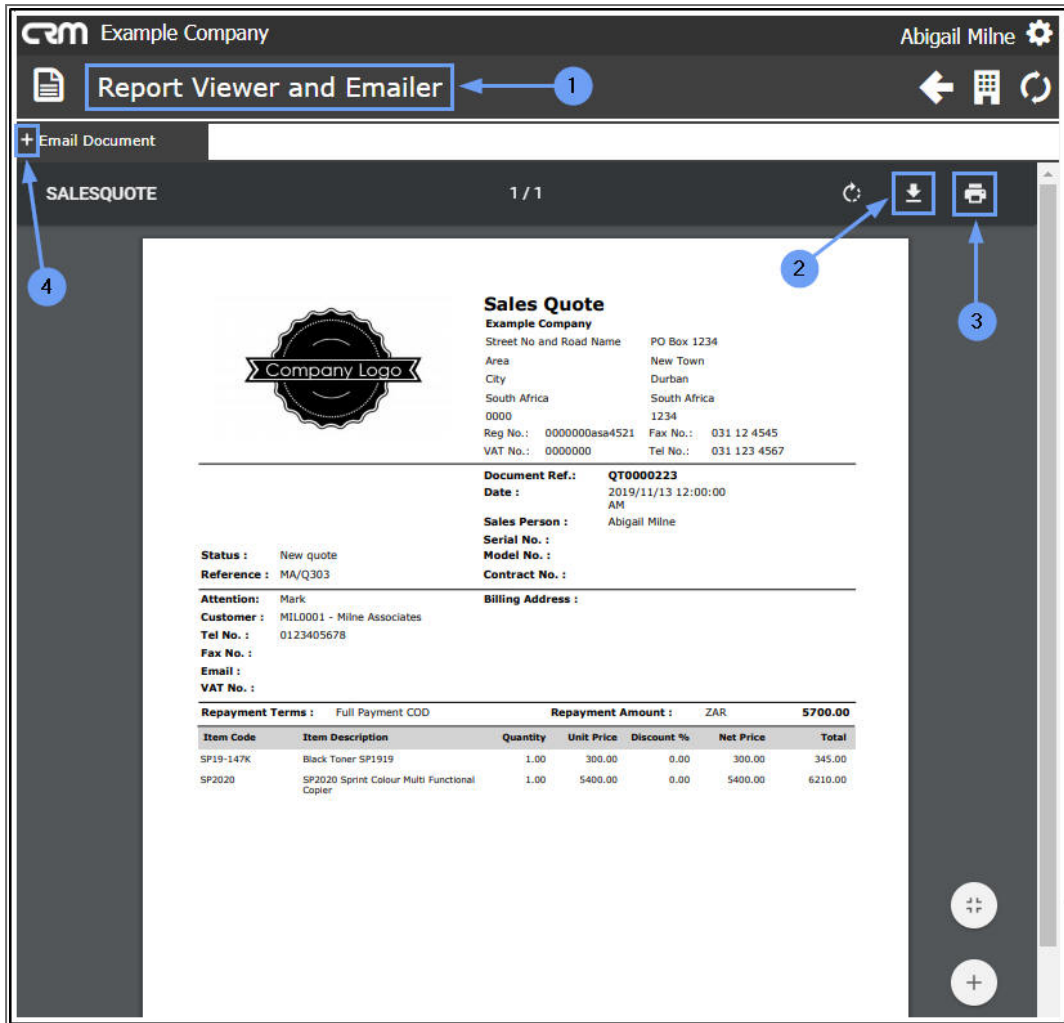 CRM Example Company
Abigail Milne
Report Viewer and Emailer
1
+ Email Document
SALESQUOTE
1 / 1
2
3
4
Company Logo
Sales Quote
Example Company
Street No and Road Name PO Box 1234
Area New Town
City Durban
South Africa South Africa
0000 1234
Reg No.: 0000000asa4521 Fax No.: 031 12 4545
VAT No.: 0000000 Tel No.: 031 123 4567
Document Ref.: QT0000223
Date : 2019/11/13 12:00:00
AM
Sales Person : Abigail Milne
Serial No. :
Status : New quote Model No. :
Reference : MA/Q303 Contract No. :
Attention: Mark Billing Address :
Customer : MIL0001 - Milne Associates
Tel No. : 0123405678
Fax No. :
Email :
VAT No. :
Repayment Terms : Full Payment COD Repayment Amount : ZAR 5700.00
Item Code Item Description Quantity Unit Price Discount % Net Price Total
SP19-147K Black Toner SP1919 1.00 300.00 0.00 300.00 345.00
SP2020 SP2020 Sprint Colour Multi Functional 1.00 5400.00 0.00 5400.00 6210.00
Copier